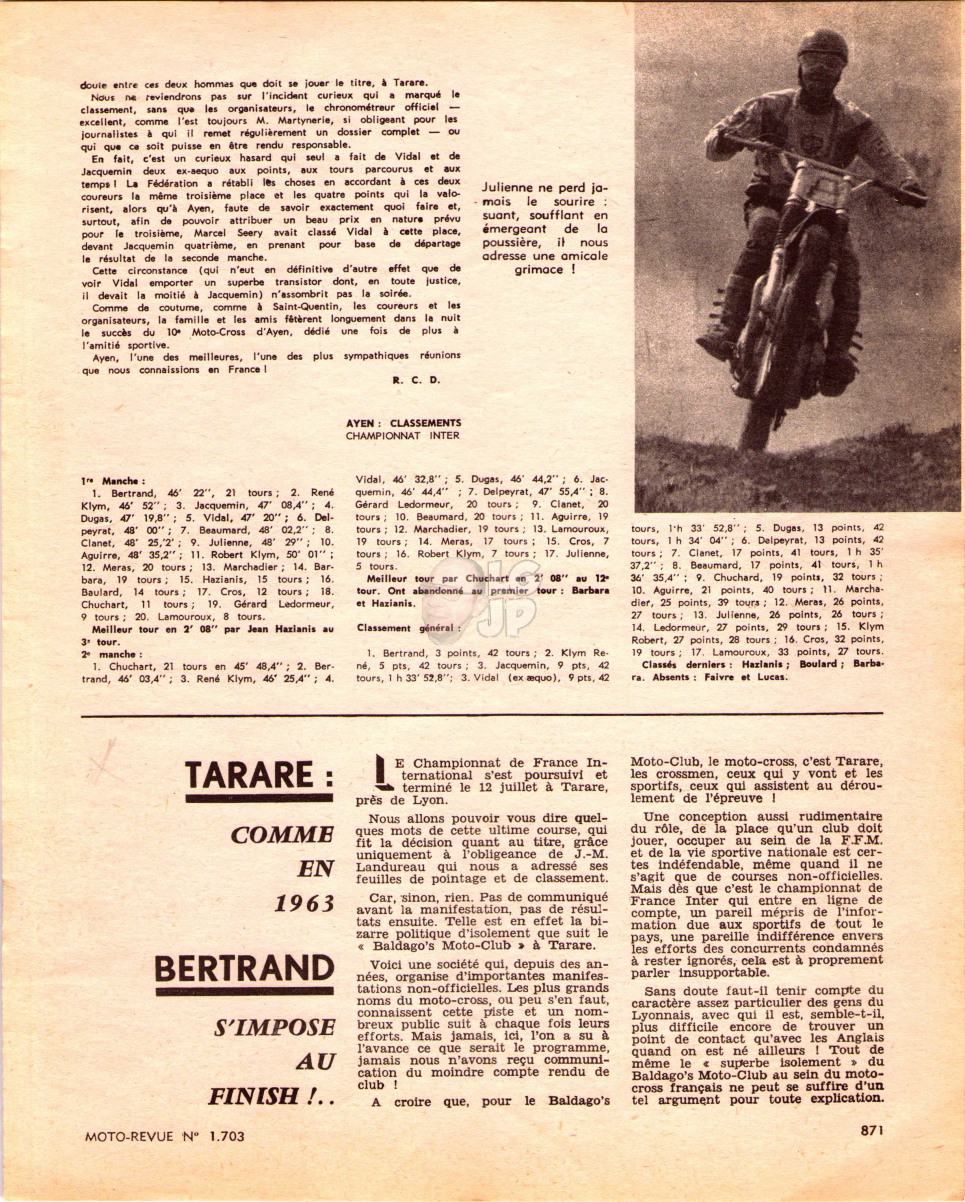 doute entre ces deux hommes que doit se jouer le titre, à Tarare.
Nous ne reviendrons pas sur l'incident curieux qui a marqué le
classement, sans que les organisateurs, le chronométreur officiel —
excellent, comme l'est toujours M. Martynerie, si obligeant pour les
journalistes à qui il remet régulièrement un dossier complet — ou
qui que ce soit puisse en être rendu responsable.
En fait, c'est un curieux hasard qui seul a fait de Vidal et de
Jacquemin deux ex-aequo aux points, aux tours parcourus et aux
temps ! La Fédération a rétabli les choses en accordant à ces deux
coureurs la même troisième place et les quatre points qui la valo-
risent, alors qu'à Ayen, faute de savoir exactement quoi faire et,
surtout, afin de pouvoir attribuer un beau prix en nature prévu
pour le troisième, Marcel Seery avait classé Vidal à cette place,
devant Jacquemin quatrième, en prenant pour base de départage
le résultat de la seconde manche.
Cette circonstance (qui n'eut en définitive d'autre effet que de
voir Vidal emporter un superbe transistor dont, en toute justice,
il devait la moitié à Jacquemin) n'assombrit pas la soirée.
Comme de coutume, comme à Saint-Quentin, les coureurs et les
organisateurs, la famille et les amis fêtèrent longuement dans la nuit
le succès du 10e Moto-Cross d'Ayen, dédié une fois de plus à
l'amitié sportive.
Ayen, l'une des meilleures, l'une des plus sympathiques réunions
que nous connaissions en France !
R. C. D.
Julienne ne perd ja-
mais le sourire :
suant, soufflant en
émergeant de la
poussière, il nous
adresse une amicale
grimace !
AYEN : CLASSEMENTS
CHAMPIONNAT INTER
1re Manche :
1. Bertrand, 46' 22'', 21 tours ; 2. René
Klym, 46' 52'' ; 3. Jacquemin, 47' 08,4'' ; 4.
Dugas, 47' 19,8'' ; 5. Vidal, 47' 20'' ; 6. Del-
peyrat, 48' 00'' ; 7. Beaumard, 48' 02,2'' ; 8.
Clanet, 48' 25,'2' ; 9. Julienne, 48' 29'' ; 10.
Aguirre, 48' 35,2'' ; 11. Robert Klym, 50' 01'' ;
12. Meras, 20 tours ; 13. Marchadier ; 14. Bar-
bara, 19 tours ; 15. Hazianis, 15 tours ; 16.
Baulard, 14 tours ; 17. Cros, 12 tours ; 18.
Chuchart, 11 tours ; 19. Gérard Ledormeur,
9 tours ; 20. Lamouroux, 8 tours.
Meilleur tour en 2' 08'' par Jean Hazianis au
3e tour.
2e manche :
1. Chuchart, 21 tours en 45' 48,4'' ; 2. Ber-
trand, 46' 03,4'' ; 3. René Klym, 46' 25,4'' ; 4.
Vidal, 46' 32,8'' ; 5. Dugas, 46' 44,2'' ; 6. Jac-
quemin, 46' 44,4'' ; 7. Delpeyrat, 47' 55,4'' ; 8.
Gérard Ledormeur, 20 tours ; 9. Clanet, 20
tours ; 10. Beaumard, 20 tours ; 11. Aguirre, 19
tours ; 12. Marchadier, 19 tours ; 13. Lamouroux,
19 tours ; 14. Meras, 17 tours ; 15. Cros, 7
tours ; 16. Robert Klym, 7 tours ; 17. Julienne,
5 tours.
Meilleur tour par Chuchart en 2' 08'' au 12e
tour. Ont abandonné au premier tour : Barbara
et Hazianis.
Classement général :
1. Bertrand, 3 points, 42 tours ; 2. Klym Re-
né, 5 pts, 42 tours ; 3. Jacquemin, 9 pts, 42
tours, 1 h 33' 52,8''; 3. Vidal (ex æquo), 9 pts, 42
tours, 1 h 33' 52,8'' ; 5. Dugas, 13 points, 42
tours, 1 h 34' 04'' ; 6. Delpeyrat, 13 points, 42
tours ; 7. Clanet, 17 points, 41 tours, 1 h 35'
37,2'' ; 8. Beaumard, 17 points, 41 tours, 1 h
36' 35,4'' ; 9. Chuchard, 19 points, 32 tours ;
10. Aguirre, 21 points, 40 tours ; 11. Marcha-
dier, 25 points, 39 tours ; 12. Meras, 26 points,
27 tours ; 13. Julienne, 26 points, 26 tours ;
14. Ledormeur, 27 points, 29 tours ; 15. Klym
Robert, 27 points, 28 tours ; 16. Cros, 32 points,
19 tours ; 17. Lamouroux, 33 points, 27 tours.
Classés derniers : Hazianis ; Boulard ; Barba-
ra. Absents : Faivre et Lucas.
TARARE :
COMME
EN
1963
BERTRAND
S'IMPOSE
AU
FINISH !..
LE Championnat de France In-
ternational s'est poursuivi et
terminé le 12 juillet à Tarare,
près de Lyon.
Nous allons pouvoir vous dire quel-
ques mots de cette ultime course, qui
fit la décision quant au titre, grâce
uniquement à l'obligeance de J.-M.
Landureau qui nous a adressé ses
feuilles de pointage et de classement.
Car, sinon, rien. Pas de communiqué
avant la manifestation, pas de résul-
tats ensuite. Telle est en effet la bi-
zarre politique d'isolement que suit le
« Baldago's Moto-Club » à Tarare.
Voici une société qui, depuis des an-
nées, organise d'importantes manifes-
tations non-officielles. Les plus grands
noms du moto-cross, ou peu s'en faut,
connaissent cette piste et un nom-
breux public suit à chaque fois leurs
efforts. Mais jamais, ici, l'on a su à
l'avance ce que serait le programme,
jamais nous n'avons reçu communi-
cation du moindre compte rendu de
club !
A croire que, pour le Baldago's
Moto-Club, le moto-cross, c'est Tarare,
les crossmen, ceux qui y vont et les
sportifs, ceux qui assistent au dérou-
lement de l'épreuve !
Une conception aussi rudimentaire
du rôle, de la place qu'un club doit
jouer, occuper au sein de la F.F.M.
et de la vie sportive nationale est cer-
tes indéfendable, même quand il ne
s'agit que de courses non-officielles.
Mais dès que c'est le championnat de
France Inter qui entre en ligne de
compte, un pareil mépris de l'infor-
mation due aux sportifs de tout le
pays, une pareille indifférence envers
les efforts des concurrents condamnés
à rester ignorés, cela est à proprement
parler insupportable.
Sans doute faut-il tenir compte du
caractère assez particulier des gens du
Lyonnais, avec qui il est, semble-t-il,
plus difficile encore de trouver un
point de contact qu'avec les Anglais
quand on est né ailleurs ! Tout de
même le « superbe isolement » du
Baldago's Moto-Club au sein du moto-
cross français ne peut se suffire d'un
tel argument pour toute explication.
MOTO-REVUE N° 1.703
871